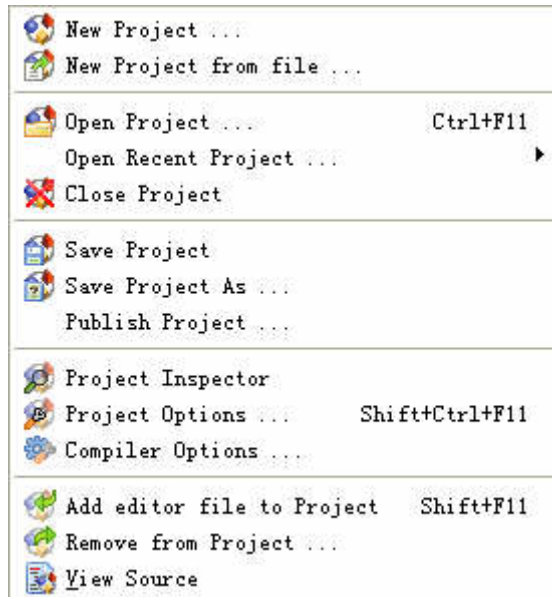 New Project ...
New Project from file ...
Open Project ... Ctrl+F11
Open Recent Project ...
Close Project
Save Project
Save Project As ...
Publish Project ...
Project Inspector
Project Options ... Shift+Ctrl+F11
Compiler Options ...
Add editor file to Project Shift+F11
Remove from Project ...
View Source